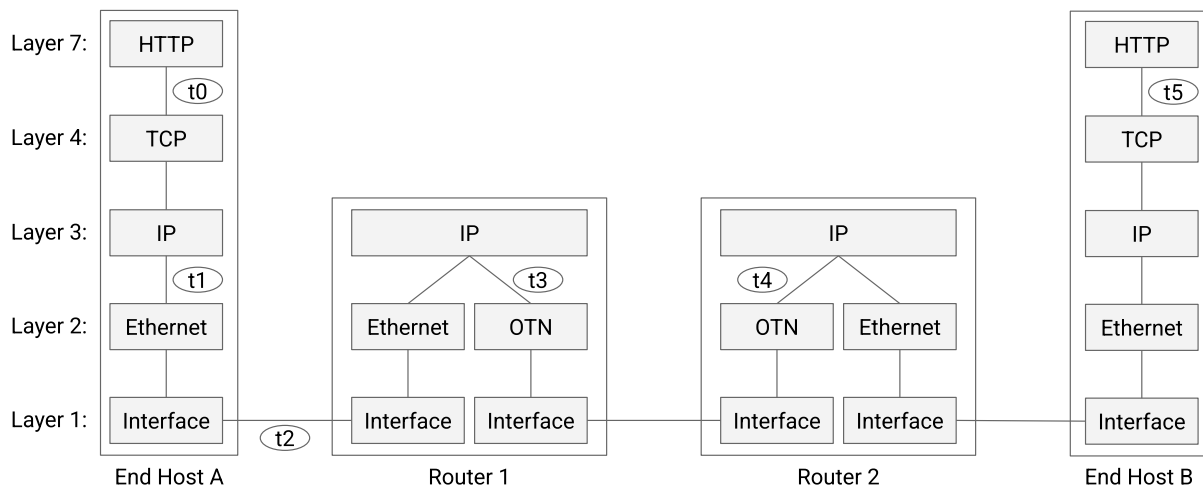 Layer 7: HTTP HTTP
t0 t5
Layer 4: TCP TCP
Layer 3: IP IP IP IP
t1 t3 t4
Layer 2: Ethernet Ethernet OTN OTN Ethernet Ethernet
Layer 1: Interface Interface Interface Interface Interface Interface
t2
End Host A Router 1 Router 2 End Host B